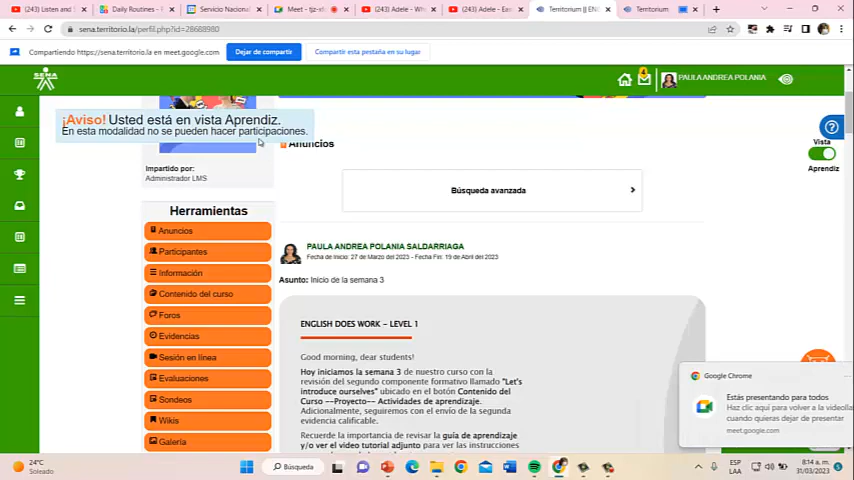 (243) Listen and
Daily Routines -
Servicio Nacional
Meet - tjz-
(243) Adele - Wh
(243) Adele - Eas
Territorium || EN
Territorium
sena.territorio.la/perfil.php?id=28688980
Compartiendo https://sena.territorio.la en meet.google.com
Dejar de compartir
Compartir esta pestaña en su lugar
SENA
4
PAULA ANDREA POLANIA
¡Aviso! Usted está en vista Aprendiz.
En esta modalidad no se pueden hacer participaciones.
Vista
Aprendiz
Impartido por:
Administrador LMS
Herramientas
Anuncios
Participantes
Información
Contenido del curso
Foros
Evidencias
Sesión en línea
Evaluaciones
Sondeos
Wikis
Galería
Anuncios
Búsqueda avanzada
PAULA ANDREA POLANIA SALDARRIAGA
Fecha de Inicio: 27 de Marzo del 2023 - Fecha Fin: 19 de Abril del 2023
Asunto: Inicio de la semana 3
ENGLISH DOES WORK – LEVEL 1
Good morning, dear students!
Hoy iniciamos la semana 3 de nuestro curso con la
revisión del segundo componente formativo llamado "Let's
introduce ourselves" ubicado en el botón Contenido del
Curso --Proyecto-- Actividades de aprendizaje.
Adicionalmente, seguiremos con el envío de la segunda
evidencia calificable.
Recuerde la importancia de revisar la guía de aprendizaje
y/o ver el video tutorial adjunto para ver las instrucciones
Google Chrome
Estás presentando para todos
Haz clic aquí para volver a la videolla
cuando quieras dejar de presentar
meet.google.com
24°C
Soleado
Búsqueda
ESP
LAA
8:14 a. m.
31/03/2023